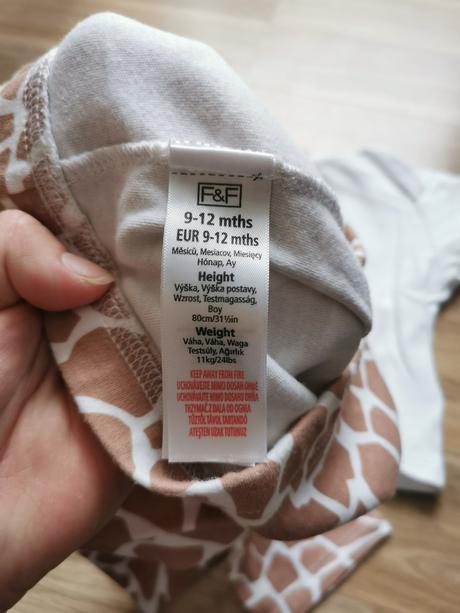 F&F
9-12 mths
EUR 9-12 mths
Měsíců, Mesiacov, Miesięcy
Hónap, Ay
Height
Výška, Výška postavy,
Wzrost, Testmagasság,
Boy
80cm/31½in
Weight
Váha, Váha, Waga
Testsúly, Ağırlık
11kg/24lbs
KEEP AWAY FROM FIRE
UCHOVÁVEJTE MIMO DOSAH OHNĚ
UCHOVÁVAJTE MIMO DOSAHU OHŇA
TRZYMAĆ Z DALA OD OGNIA
TŰZTŐL TÁVOL TARTANDÓ
ATEŞTEN UZAK TUTUNUZ